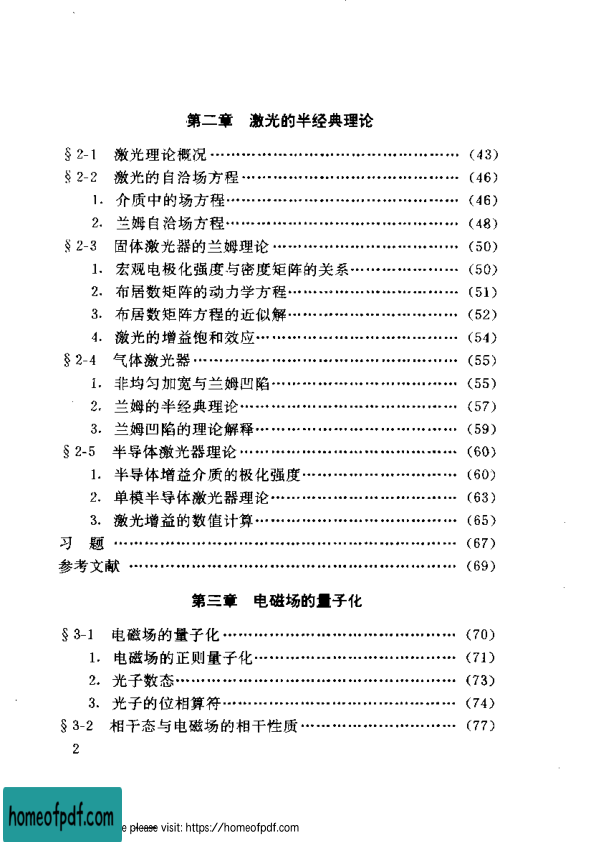 第二章 激光的半经典理论
§2-1 激光理论概况……………………………………(43)
§2-2 激光的自洽场方程………………………………(46)
1. 介质中的场方程…………………………………(46)
2. 兰姆自洽场方程…………………………………(48)
§2-3 固体激光器的兰姆理论…………………………(50)
1. 宏观电极化强度与密度矩阵的关系………………(50)
2. 布居数矩阵的动力学方程………………………(51)
3. 布居数矩阵方程的近似解………………………(52)
4. 激光的增益饱和效应……………………………(54)
§2-4 气体激光器………………………………………(55)
1. 非均匀加宽与兰姆凹陷…………………………(55)
2. 兰姆的半经典理论………………………………(57)
3. 兰姆凹陷的理论解释……………………………(59)
§2-5 半导体激光器理论………………………………(60)
1. 半导体增益介质的极化强度……………………(60)
2. 单模半导体激光器理论…………………………(63)
3. 激光增益的数值计算……………………………(65)
习 题…………………………………………………(67)
参考文献………………………………………………(69)
第三章 电磁场的量子化
§3-1 电磁场的量子化…………………………………(70)
1. 电磁场的正则量子化……………………………(71)
2. 光子数态…………………………………………(73)
3. 光子的位相算符…………………………………(74)
§3-2 相干态与电磁场的相干性质……………………(77)
2
homeofpdf.com
e please visit: https://homeofpdf.com